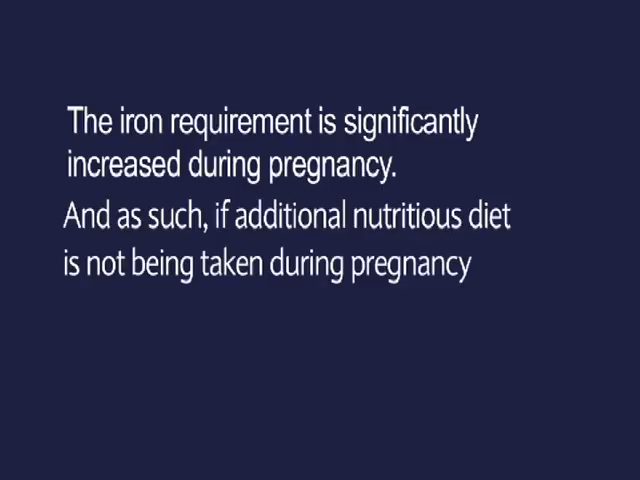 The iron requirement is significantly
increased during pregnancy.
And as such, if additional nutritious diet
is not being taken during pregnancy